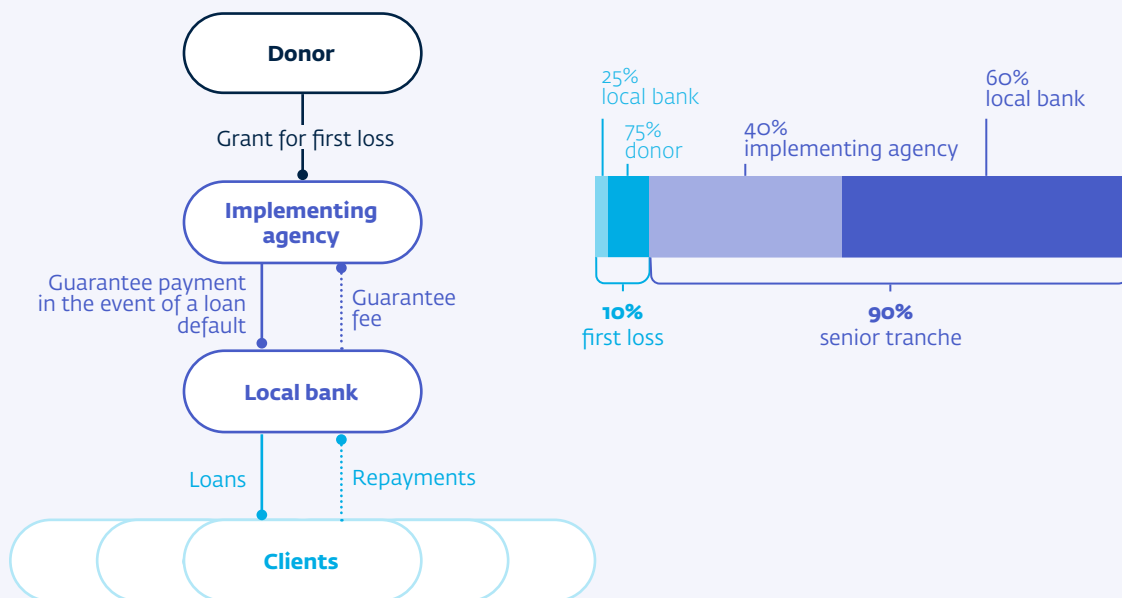 Donor
Grant for first loss
Implementing
agency
Guarantee payment
in the event of a loan
default
Guarantee
fee
Local bank
Loans
Repayments
Clients
25%
local bank
75%
donor
40%
implementing agency
60%
local bank
10%
first loss
90%
senior tranche